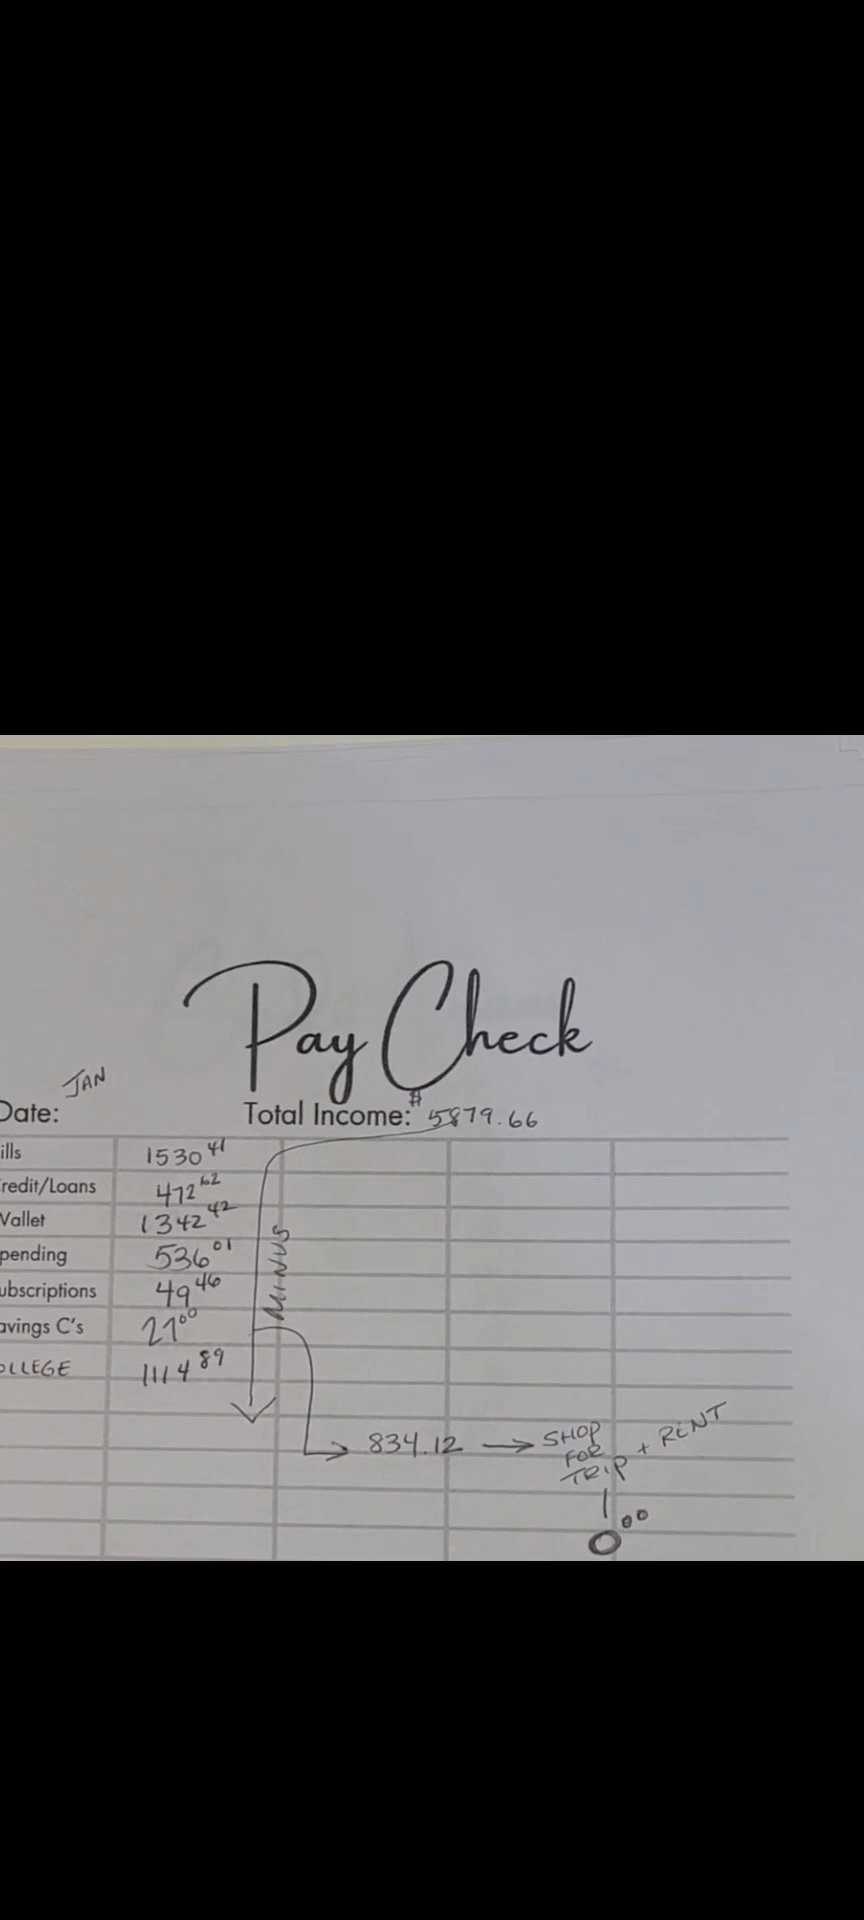 Pay Check
JAN
Date:
Total Income: $ 5879.66
ills 1530 41
redit/Loans 472 62
Vallet 1342 42
pending 536 01
ubscriptions 49 46
avings C's 27 00
OLLEGE 1114 89
MINUS
834.12 → SHOP FOR TRIP + RENT
0 00